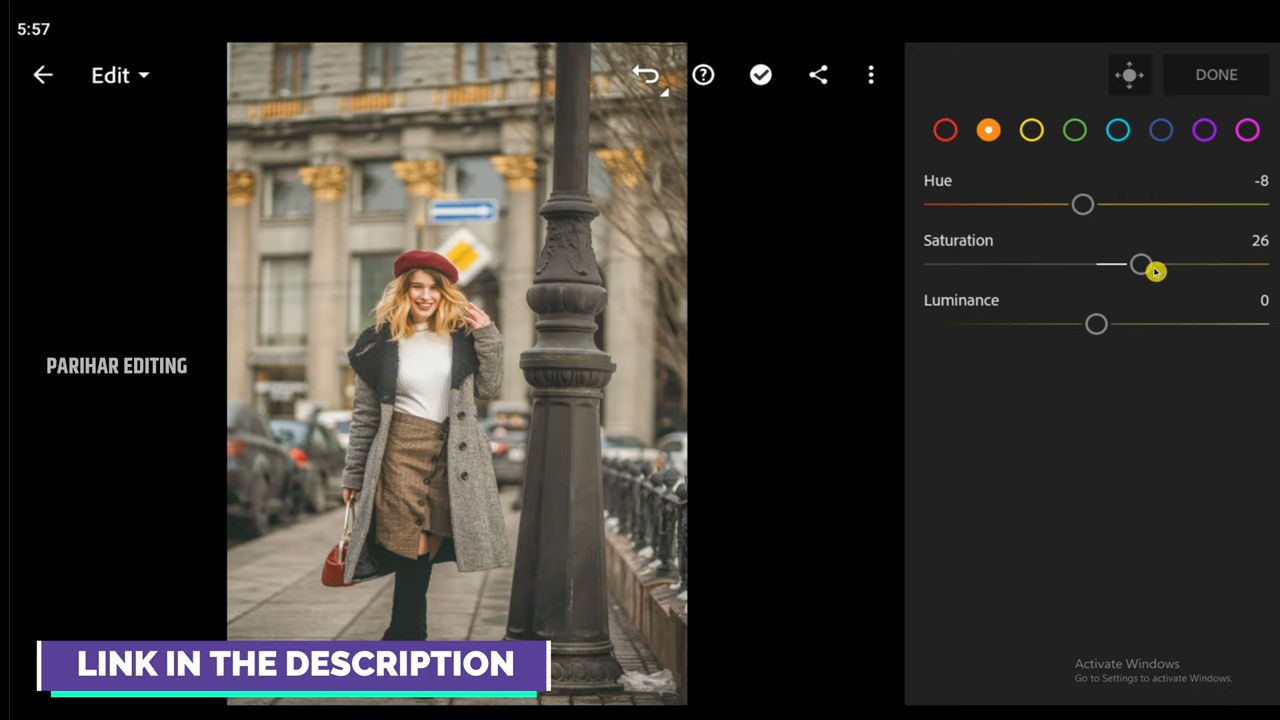 5:57
Edit
DONE
Hue -8
Saturation 26
Luminance 0
PARIHAR EDITING
LINK IN THE DESCRIPTION
Activate Windows
Go to Settings to activate Windows.